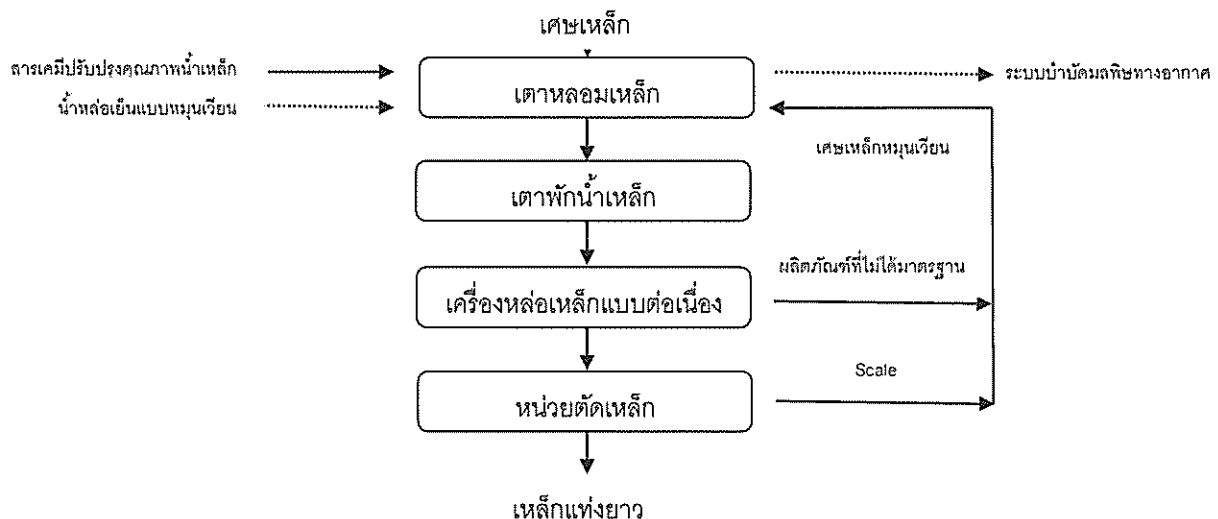 เศษเหล็ก
สารเคมีปรับปรุงคุณภาพน้ำเหล็ก
ระบบบำบัดมลพิษทางอากาศ
เตาหลอมเหล็ก
น้ำหล่อเย็นแบบหมุนเวียน
เศษเหล็กหมุนเวียน
เตาพักน้ำเหล็ก
ผลิตภัณฑ์ที่ไม่ได้มาตรฐาน
เครื่องหล่อเหล็กแบบต่อเนื่อง
Scale
หน่วยตัดเหล็ก
เหล็กแท่งยาว